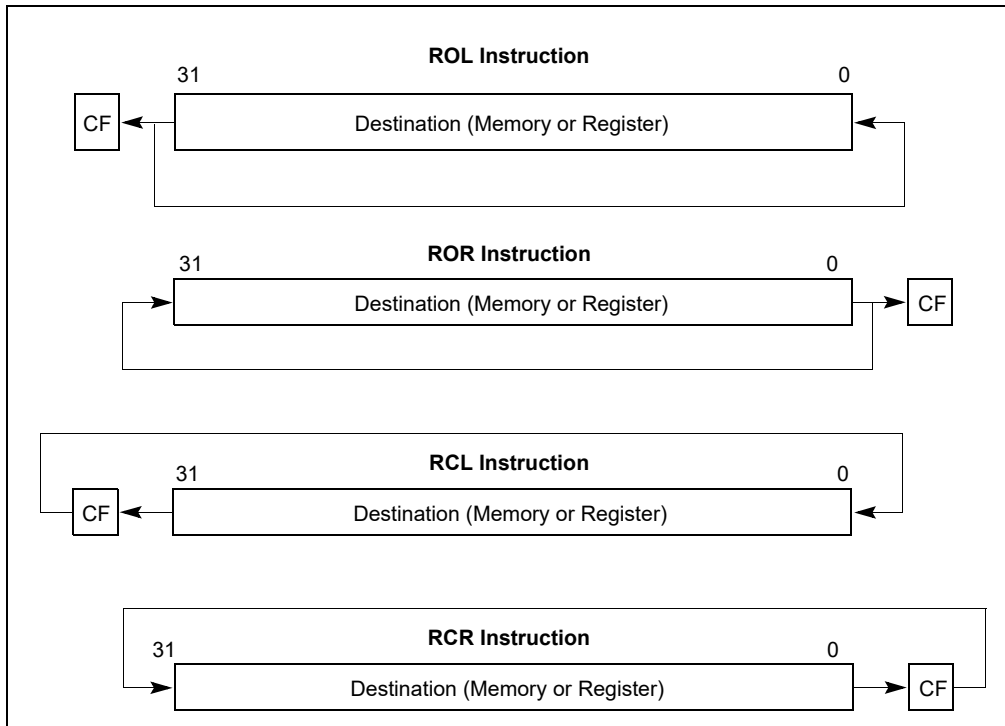 ROL Instruction
31 0
CF Destination (Memory or Register)
ROR Instruction
31 0
Destination (Memory or Register) CF
RCL Instruction
31 0
CF Destination (Memory or Register)
RCR Instruction
31 0
Destination (Memory or Register) CF